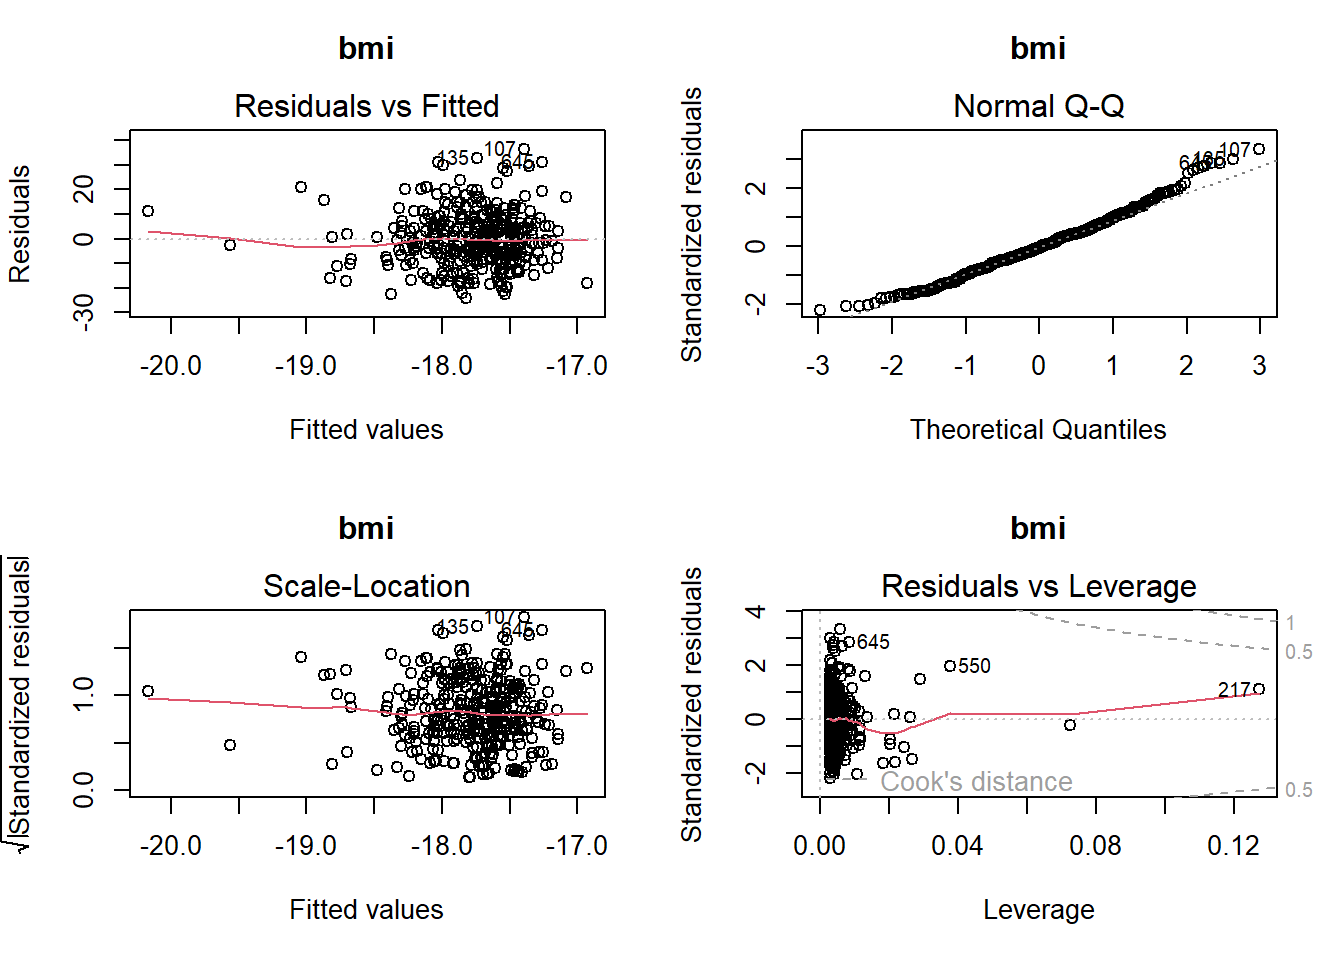 bmi
Residuals vs Fitted
Residuals
20
0
-30
107
135
645
-20.0 -19.0 -18.0 -17.0
Fitted values
bmi
Normal Q-Q
Standardized residuals
2
0
-2
107
135
645
-3 -2 -1 0 1 2 3
Theoretical Quantiles
bmi
Scale-Location
√|Standardized residuals|
1.0
0.0
107
135
645
-20.0 -19.0 -18.0 -17.0
Fitted values
bmi
Residuals vs Leverage
Standardized residuals
4
2
0
-2
645
550
217
1
0.5
0.5
Cook's distance
0.00 0.04 0.08 0.12
Leverage